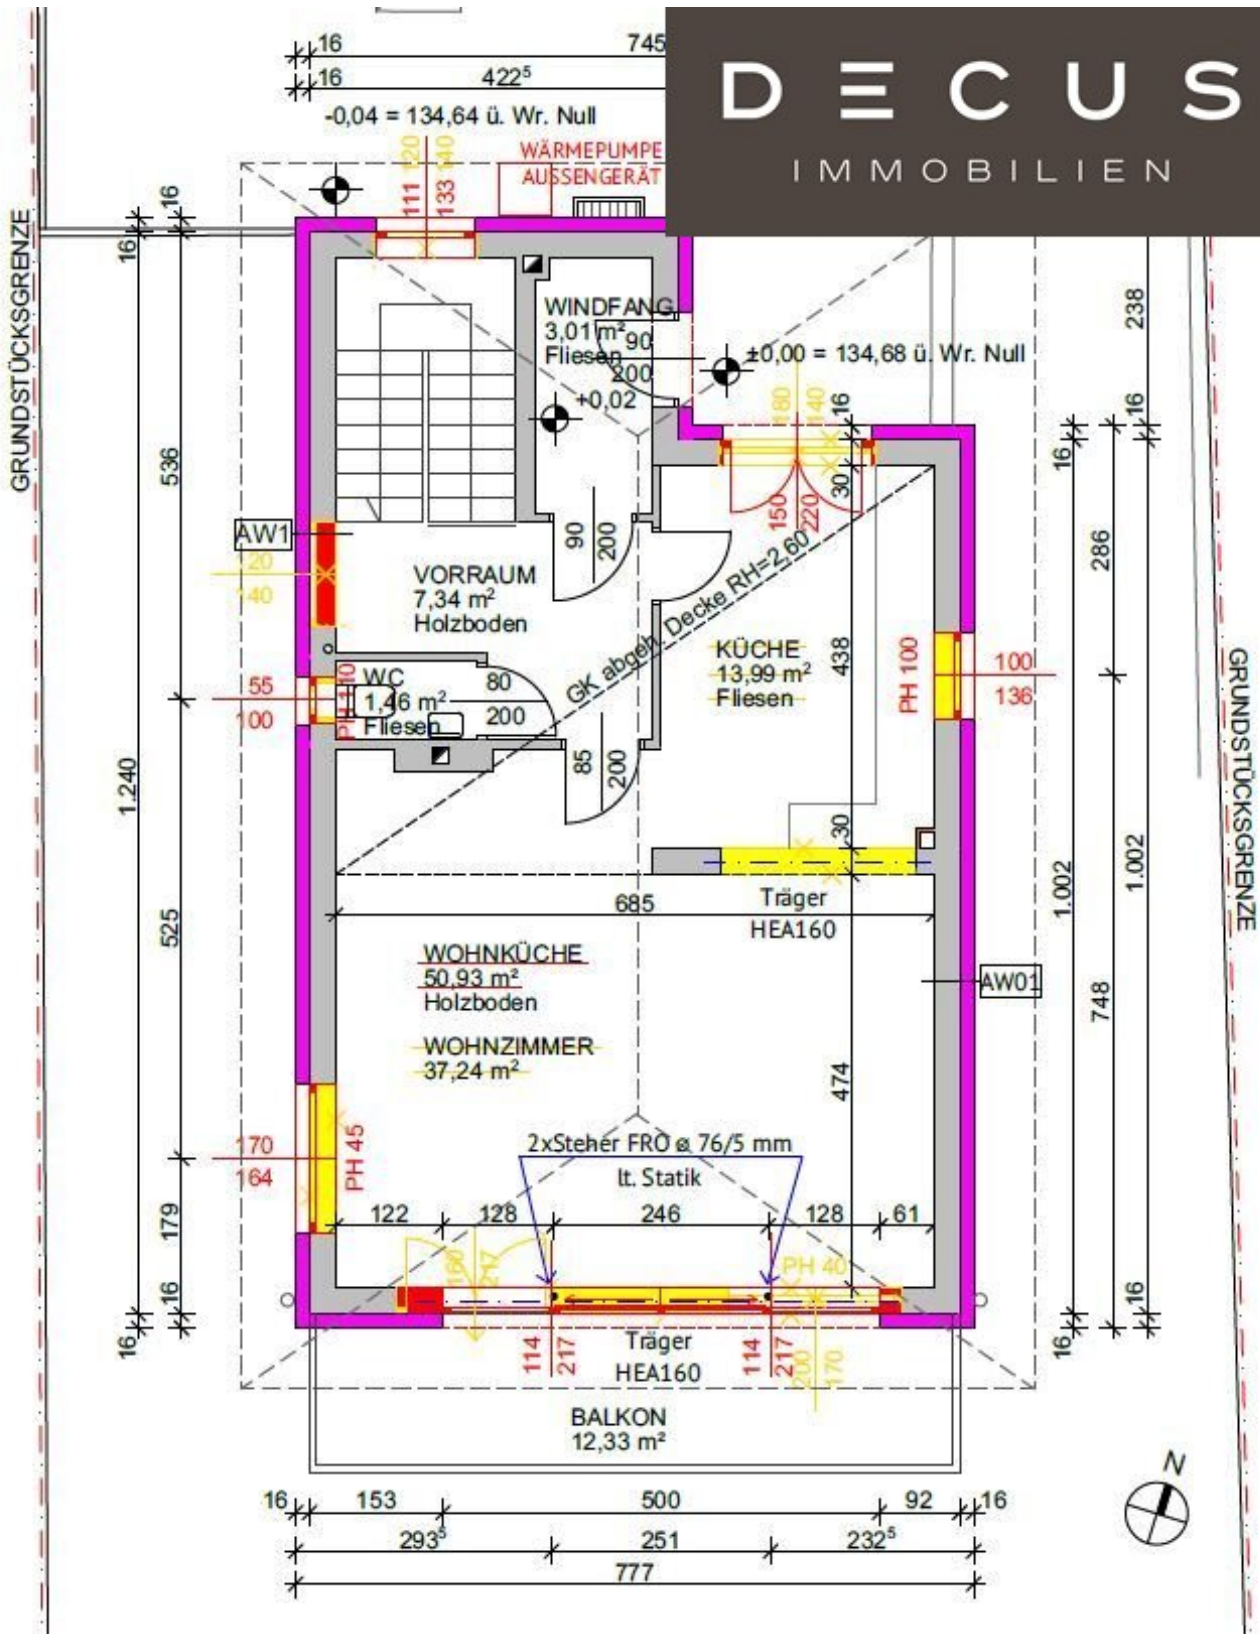 16
745
DECUS
IMMOBILIEN
16
422⁵
-0,04 = 134,64 ü. Wr. Null
120
140
111
133
WÄRMEPUMPE
AUSSENGERÄT
GRUNDSTÜCKSGRENZE
16
16
WINDFANG
3,01 m²
Fliesen
90
200
+0,02
±0,00 = 134,68 ü. Wr. Null
238
180
140
16
16
16
30
150
220
536
AW1
120
140
90
200
286
VORRAUM
7,34 m²
Holzboden
GK abgeh. Decke RH=2,60
KÜCHE
13,99 m²
Fliesen
438
PH 100
100
136
GRUNDSTÜCKSGRENZE
55
100
PH 110
WC
1,46 m²
Fliesen
80
200
85
200
1.240
30
1.002
1.002
685
Träger
HEA160
525
WOHNKÜCHE
50,93 m²
Holzboden
AW01
748
WOHNZIMMER
37,24 m²
474
170
164
PH 45
2xSteher FRO ø 76/5 mm
lt. Statik
179
122
128
246
128
61
160
217
PH 40
16
16
16
16
114
217
Träger
HEA160
114
217
200
170
BALKON
12,33 m²
N
16
153
500
92
16
293⁵
251
232⁵
777